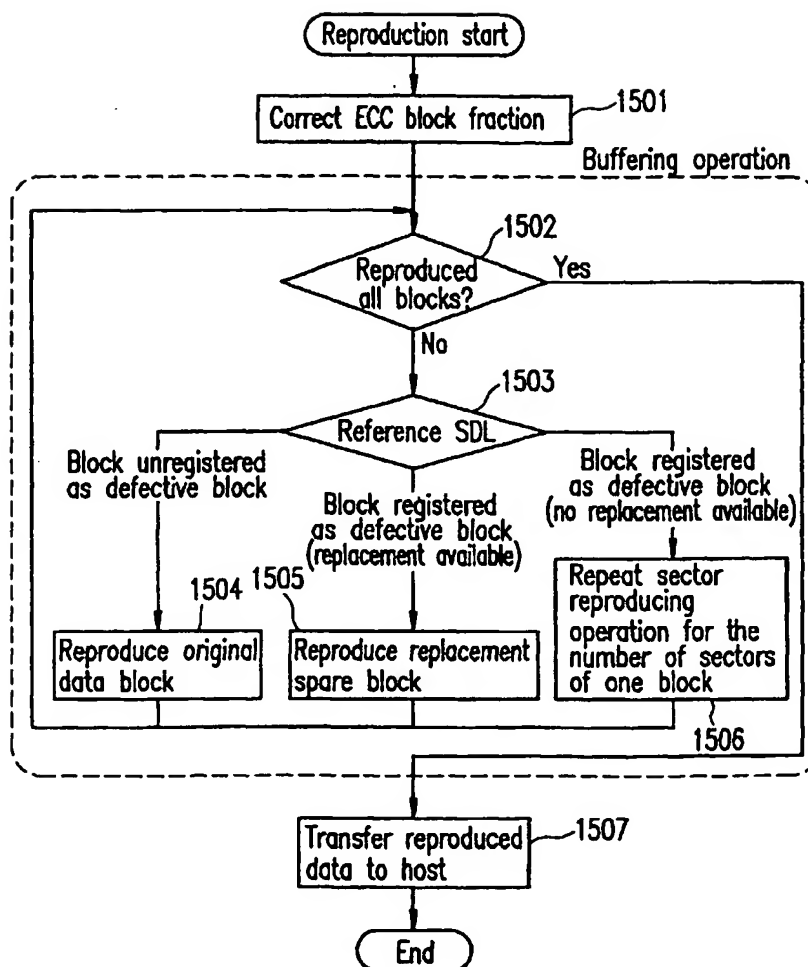 Reproduction start
1501
Correct ECC block fraction
Buffering operation
1502
Reproduced
all blocks?
Yes
No
1503
Reference SDL
Block unregistered
as defective block
Block registered
as defective block
(replacement available)
Block registered
as defective block
(no replacement available)
1504
Reproduce original
data block
1505
Reproduce replacement
spare block
Repeat sector
reproducing
operation for the
number of sectors
of one block
1506
Transfer reproduced
data to host
1507
End